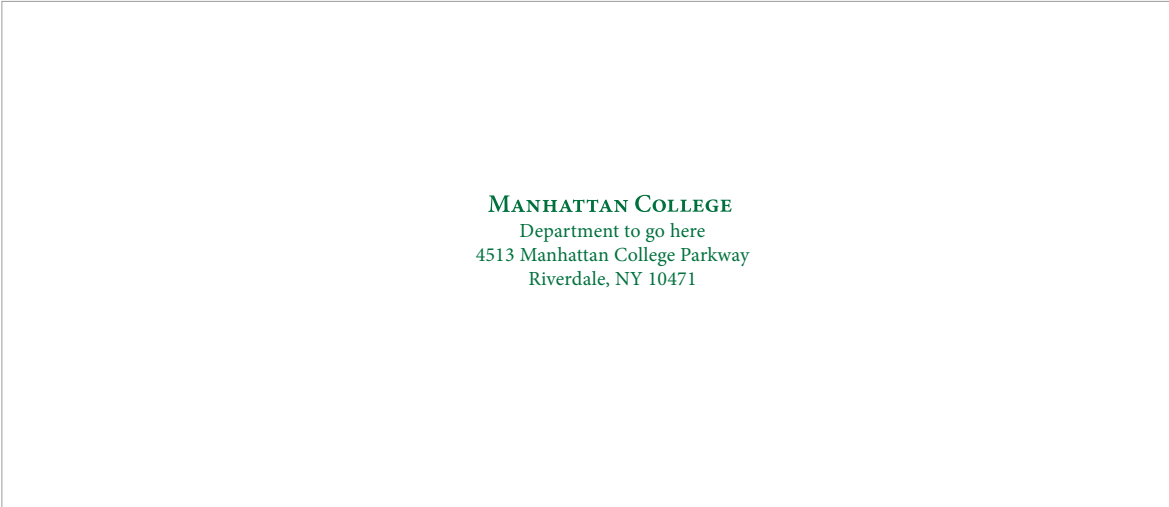 Manhattan College
Department to go here
4513 Manhattan College Parkway
Riverdale, NY 10471